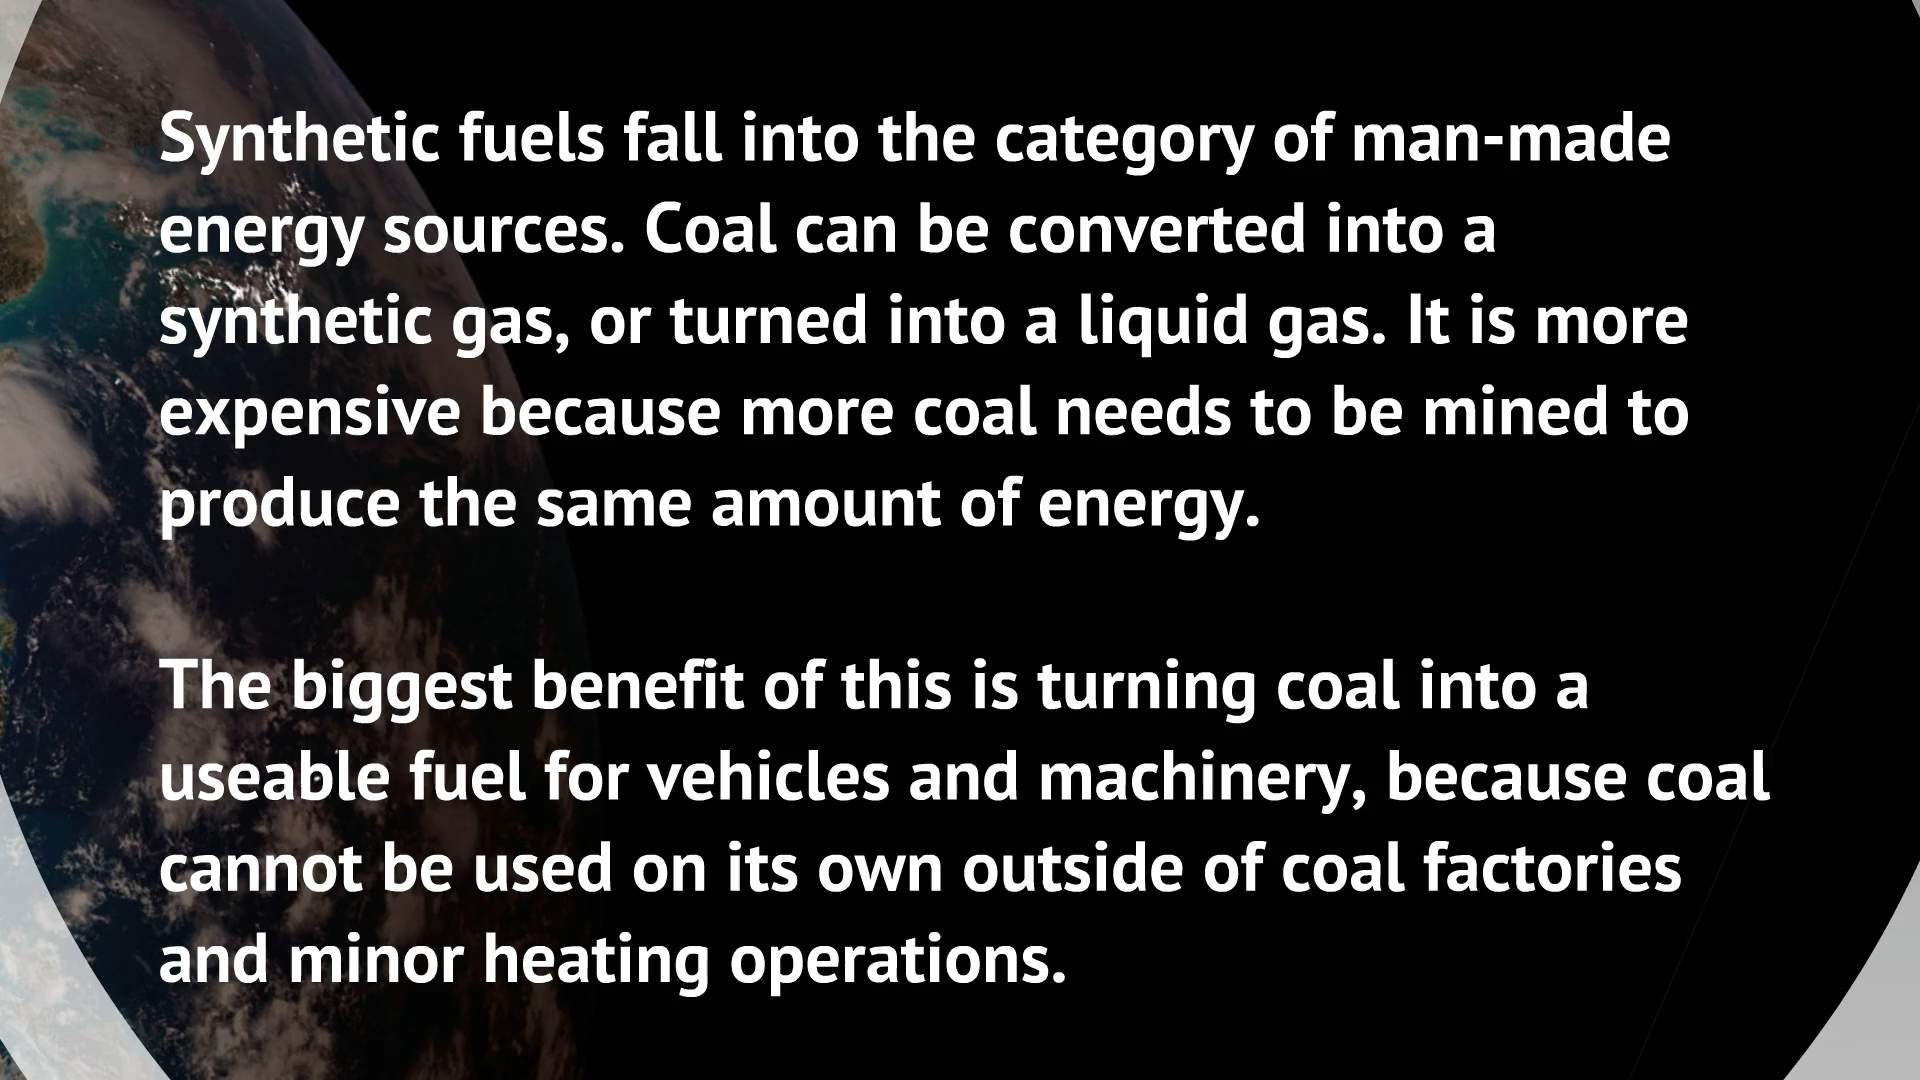 Synthetic fuels fall into the category of man-made
energy sources. Coal can be converted into a
synthetic gas, or turned into a liquid gas. It is more
expensive because more coal needs to be mined to
produce the same amount of energy.
The biggest benefit of this is turning coal into a
useable fuel for vehicles and machinery, because coal
cannot be used on its own outside of coal factories
and minor heating operations.